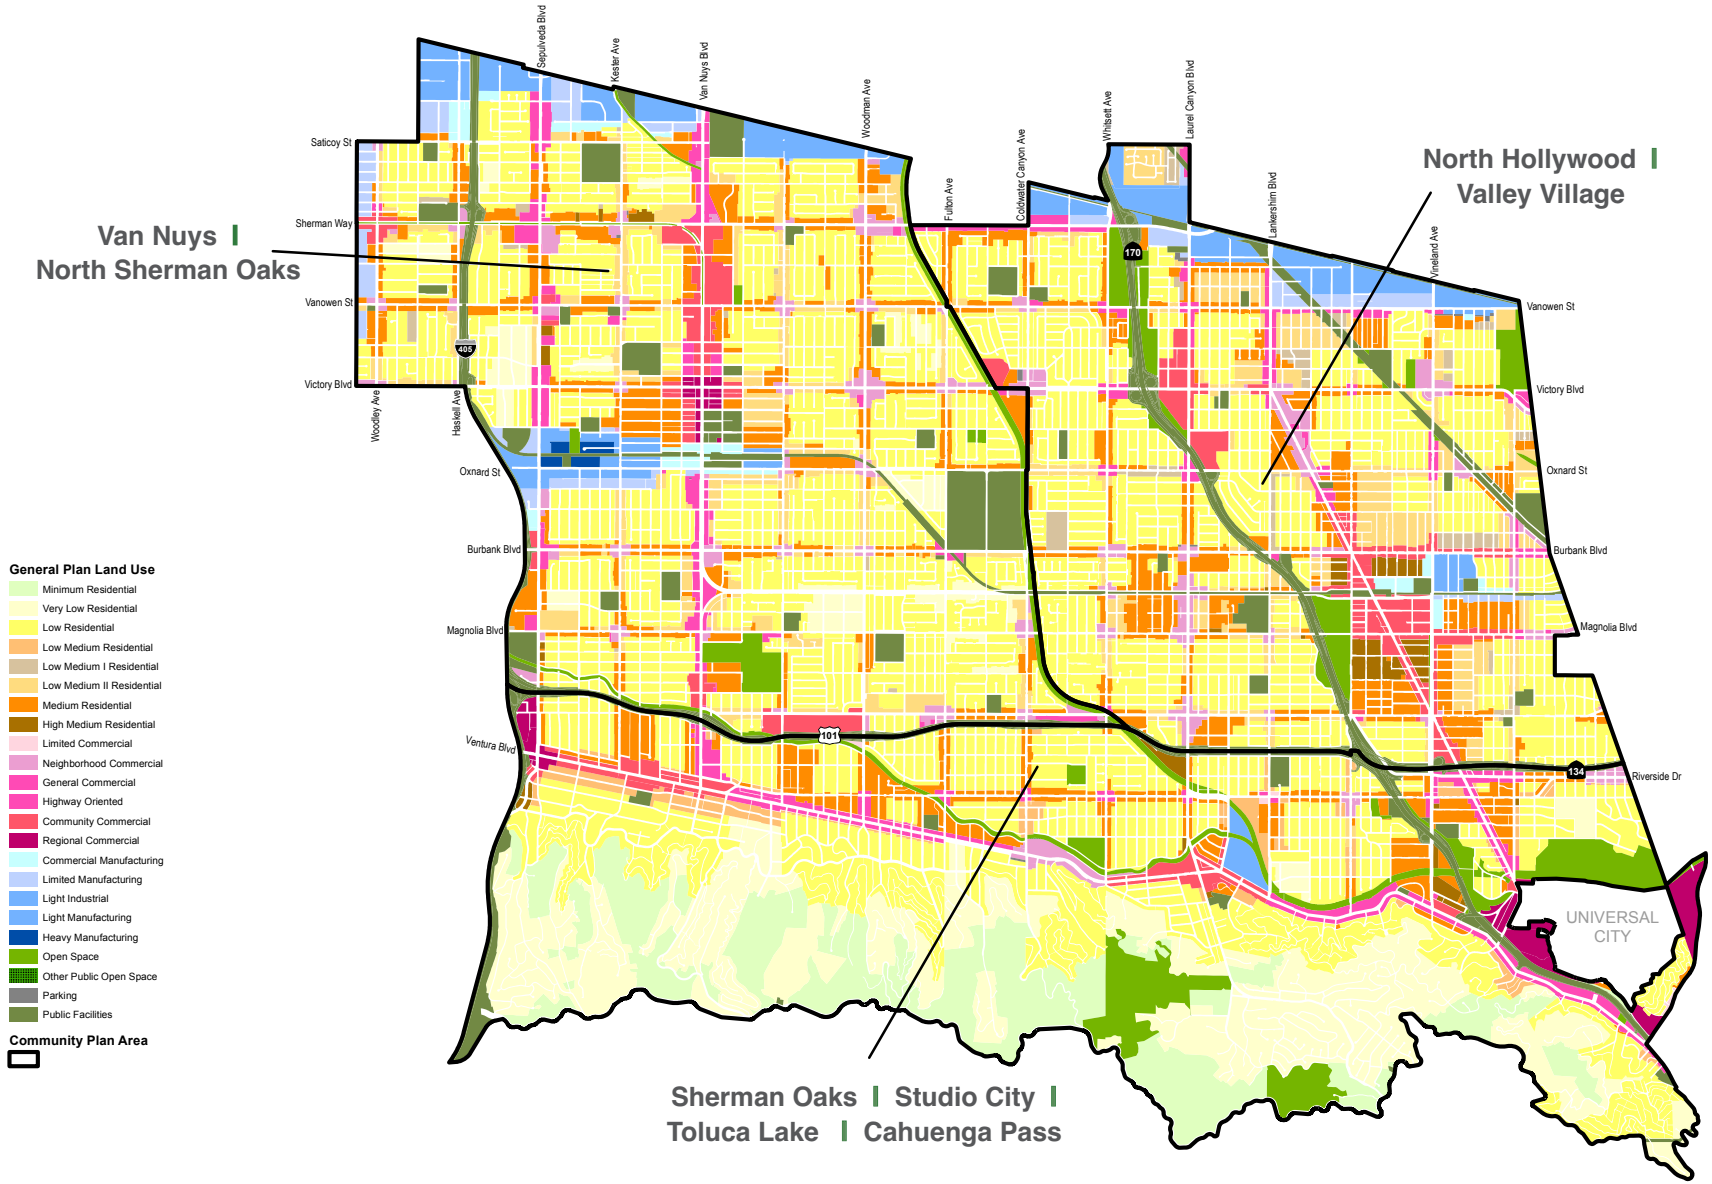 Sepulveda Blvd
Kester Ave
Van Nuys Blvd
Woodman Ave
Fulton Ave
Coldwater Canyon Ave
Whitsett Ave
Laurel Canyon Blvd
Lankershim Blvd
Vineland Ave
Saticoy St
Sherman Way
Vanowen St
Victory Blvd
Woodley Ave
Haskell Ave
Oxnard St
Burbank Blvd
Magnolia Blvd
Ventura Blvd
Vanowen St
Victory Blvd
Oxnard St
Burbank Blvd
Magnolia Blvd
Riverside Dr
405
170
101
134
Van Nuys |
North Sherman Oaks
North Hollywood |
Valley Village
UNIVERSAL
CITY
Sherman Oaks | Studio City |
Toluca Lake | Cahuenga Pass
General Plan Land Use
Minimum Residential
Very Low Residential
Low Residential
Low Medium Residential
Low Medium I Residential
Low Medium II Residential
Medium Residential
High Medium Residential
Limited Commercial
Neighborhood Commercial
General Commercial
Highway Oriented
Community Commercial
Regional Commercial
Commercial Manufacturing
Limited Manufacturing
Light Industrial
Light Manufacturing
Heavy Manufacturing
Open Space
Other Public Open Space
Parking
Public Facilities
Community Plan Area